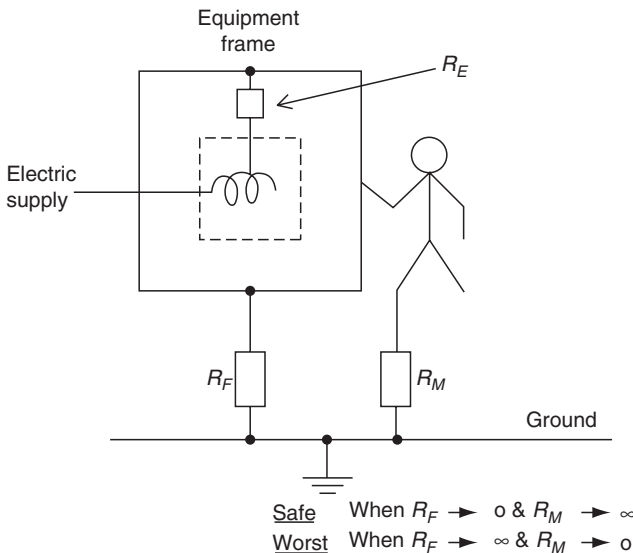 Equipment
frame
R_E
Electric
supply
R_F
R_M
Ground
Safe When R_F → o & R_M → ∞
Worst When R_F → ∞ & R_M → o